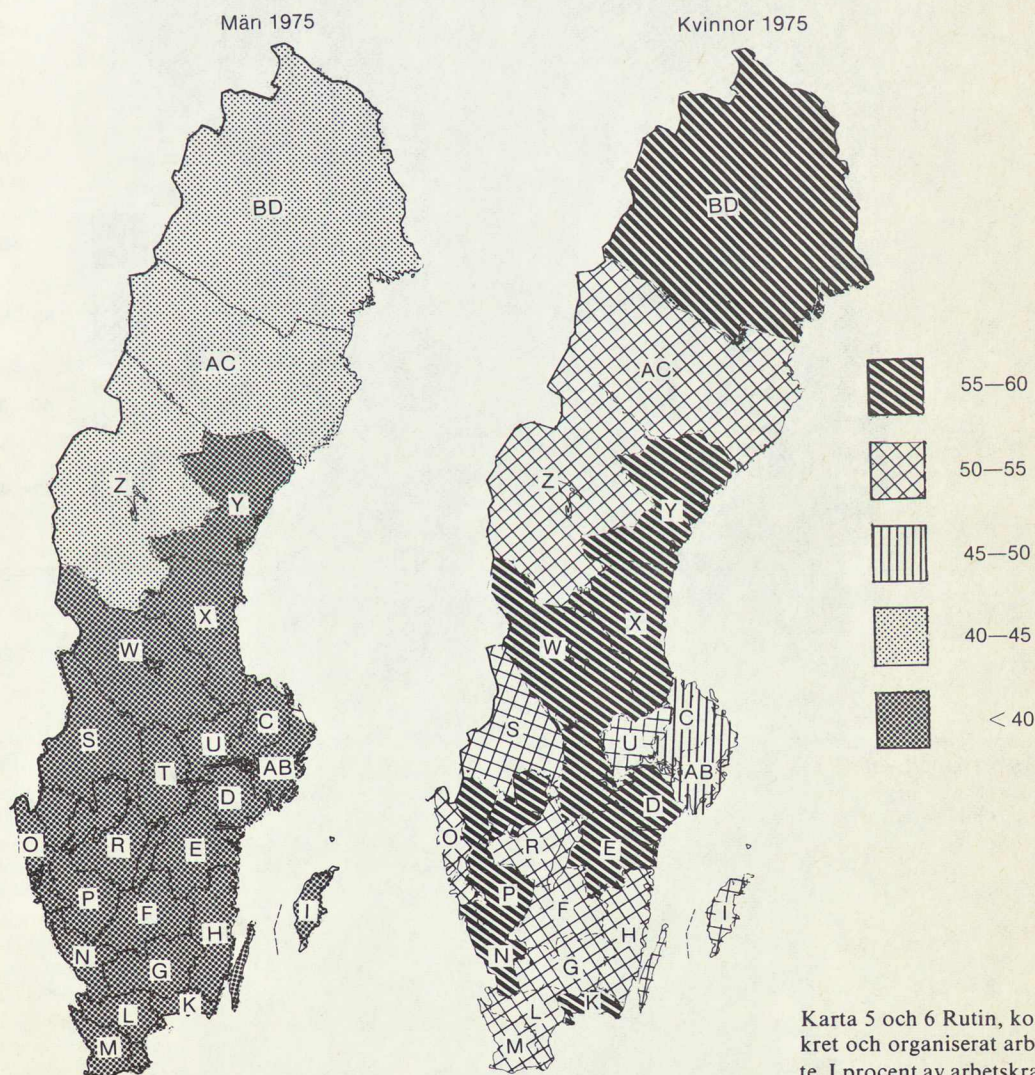 Män 1975
BD
AC
Z
Y
X
W
S
C
U
T
AB
D
O
R
E
P
F
I
H
N
G
K
L
M
Kvinnor 1975
BD
AC
Z
Y
X
W
S
C
U
AB
D
O
R
E
P
F
I
H
N
G
K
L
M
55—60
50—55
45—50
40—45
<40
Karta 5 och 6 Rutin, ko
kret och organiserat arb
te. I procent av arbetskra